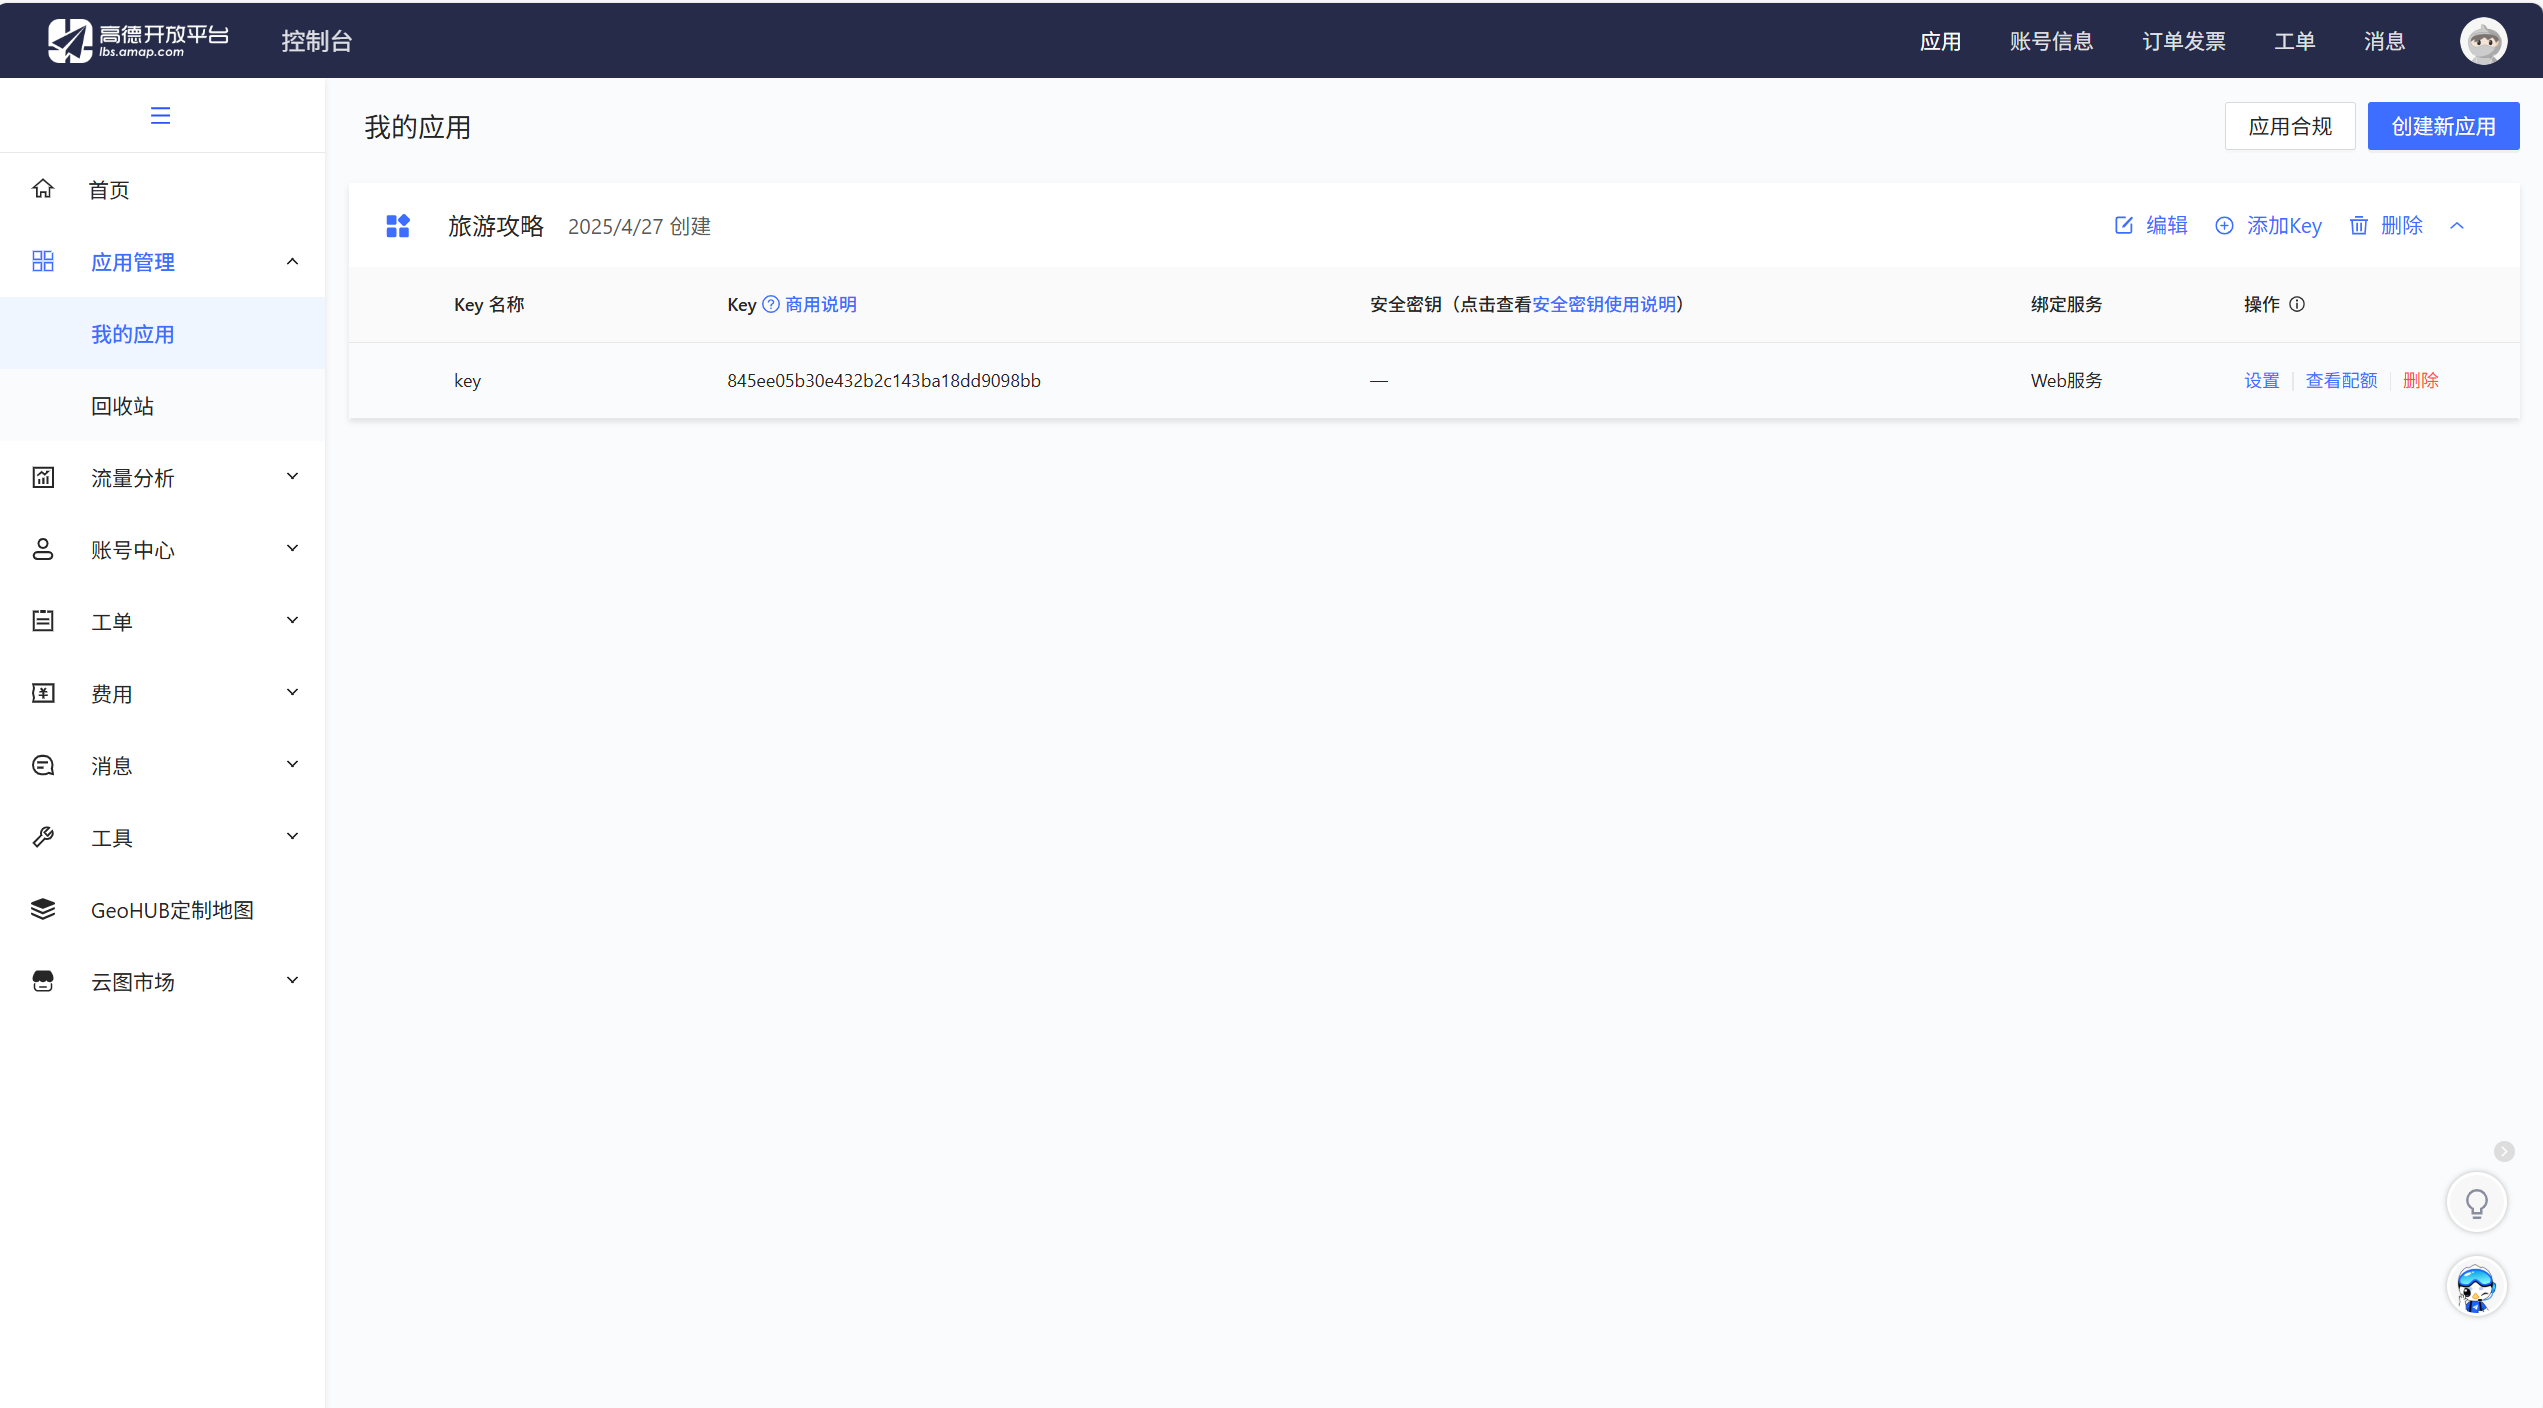 高德开放平台
lbs.amap.com
控制台
应用
账号信息
订单发票
工单
消息
首页
应用管理
我的应用
回收站
流量分析
账号中心
工单
费用
消息
工具
GeoHUB定制地图
云图市场
我的应用
应用合规
创建新应用
旅游攻略 2025/4/27 创建
编辑
添加Key
删除
Key 名称
Key 商用说明
安全密钥（点击查看安全密钥使用说明）
绑定服务
操作
key
845ee05b30e432b2c143ba18dd9098bb
—
Web服务
设置
查看配额
删除